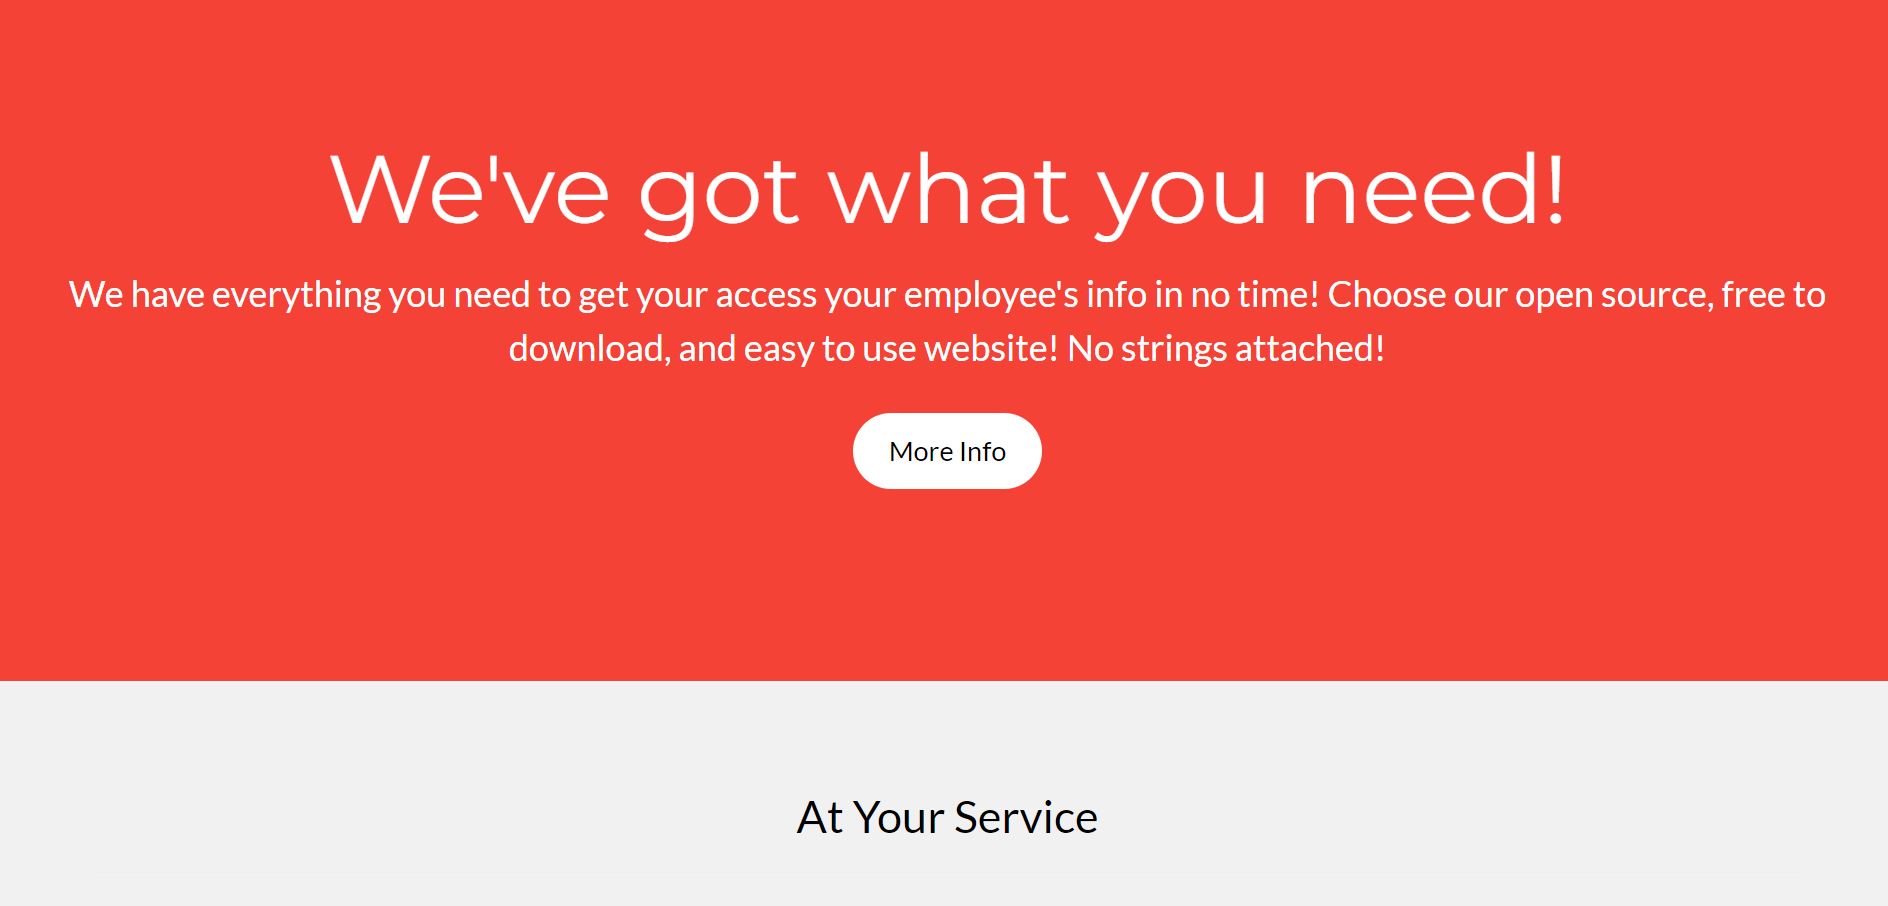 We've got what you need!
We have everything you need to get your access your employee's info in no time! Choose our open source, free to
download, and easy to use website! No strings attached!
More Info
At Your Service